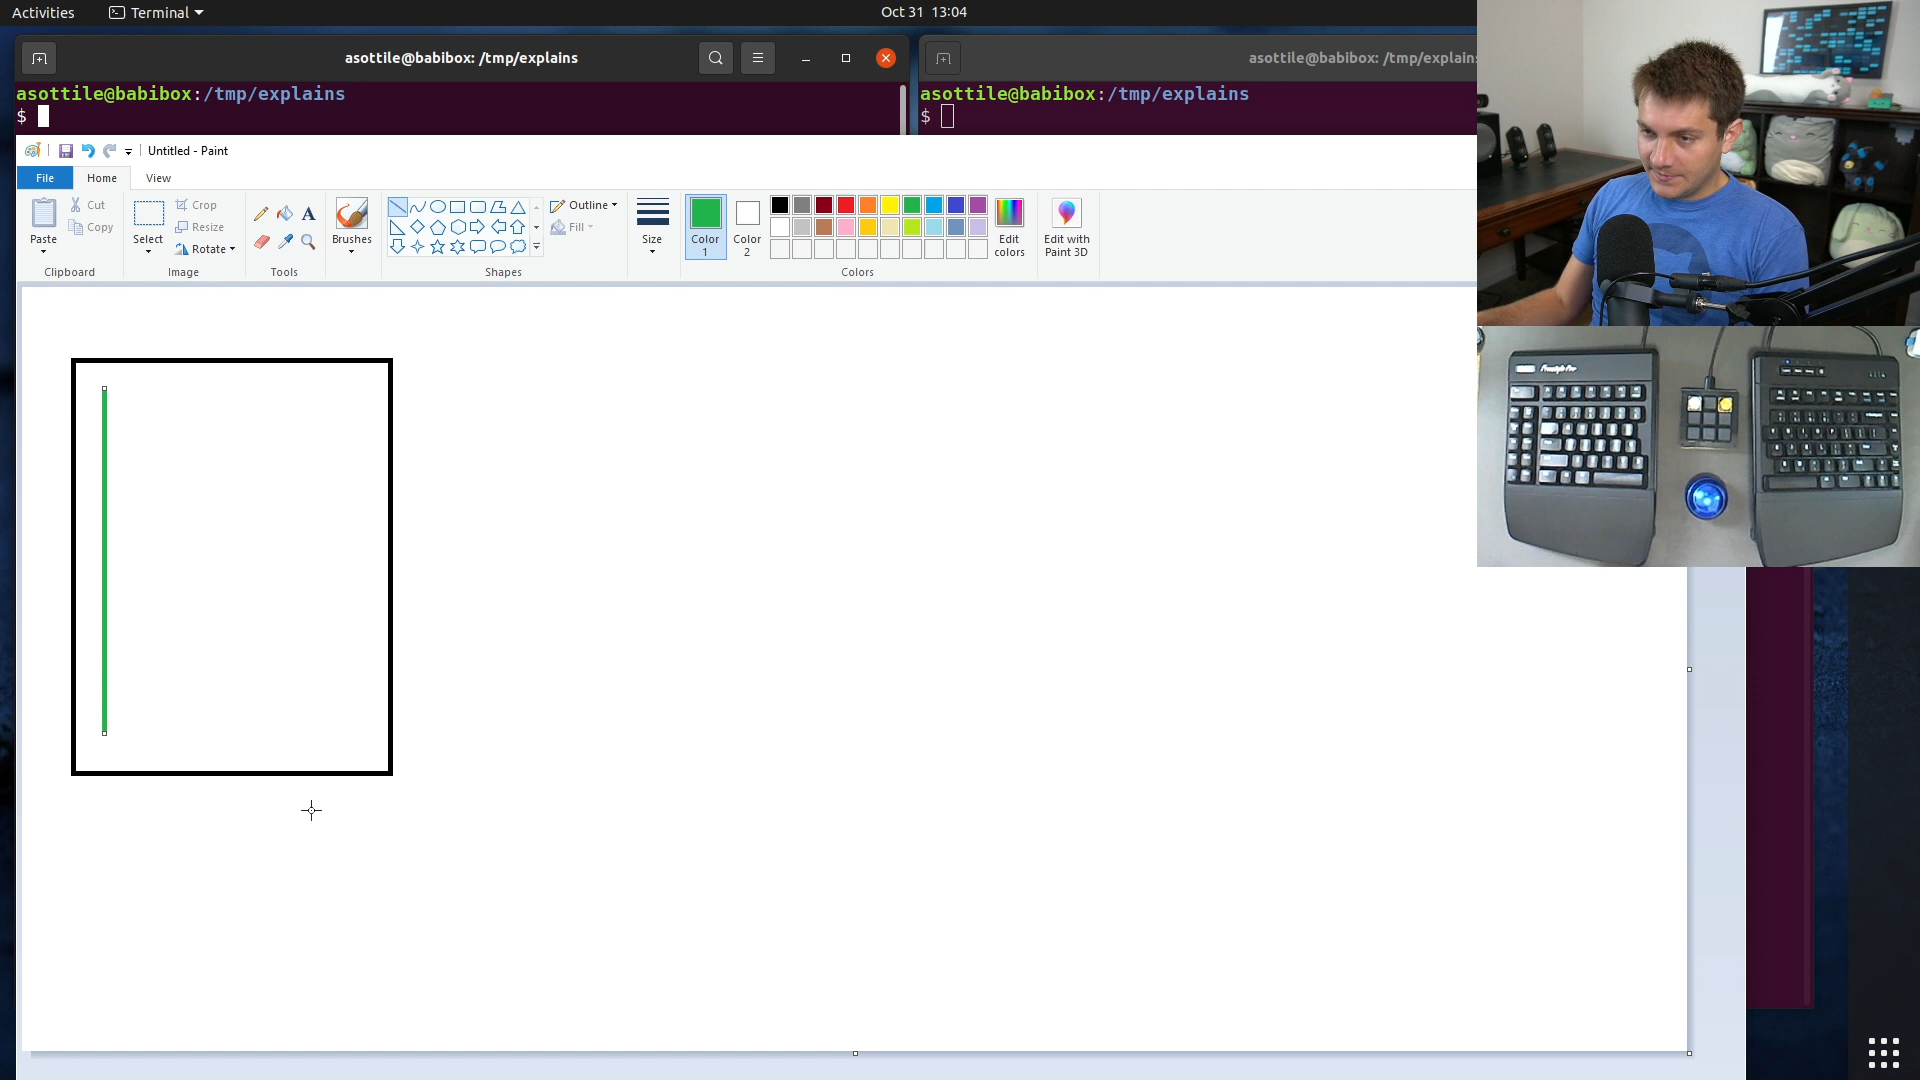 Activities
Terminal
Oct 31 13:04
asottile@babibox: /tmp/explains
asottile@babibox:/tmp/explains
$
asottile@babibox: /tmp/explains
asottile@babibox:/tmp/explains
$
Untitled - Paint
File
Home
View
Paste
Cut
Copy
Clipboard
Select
Crop
Resize
Rotate
Image
A
Tools
Brushes
Shapes
Outline
Fill
Size
Color
1
Color
2
Edit
colors
Colors
Edit with
Paint 3D
Freestyle Pro